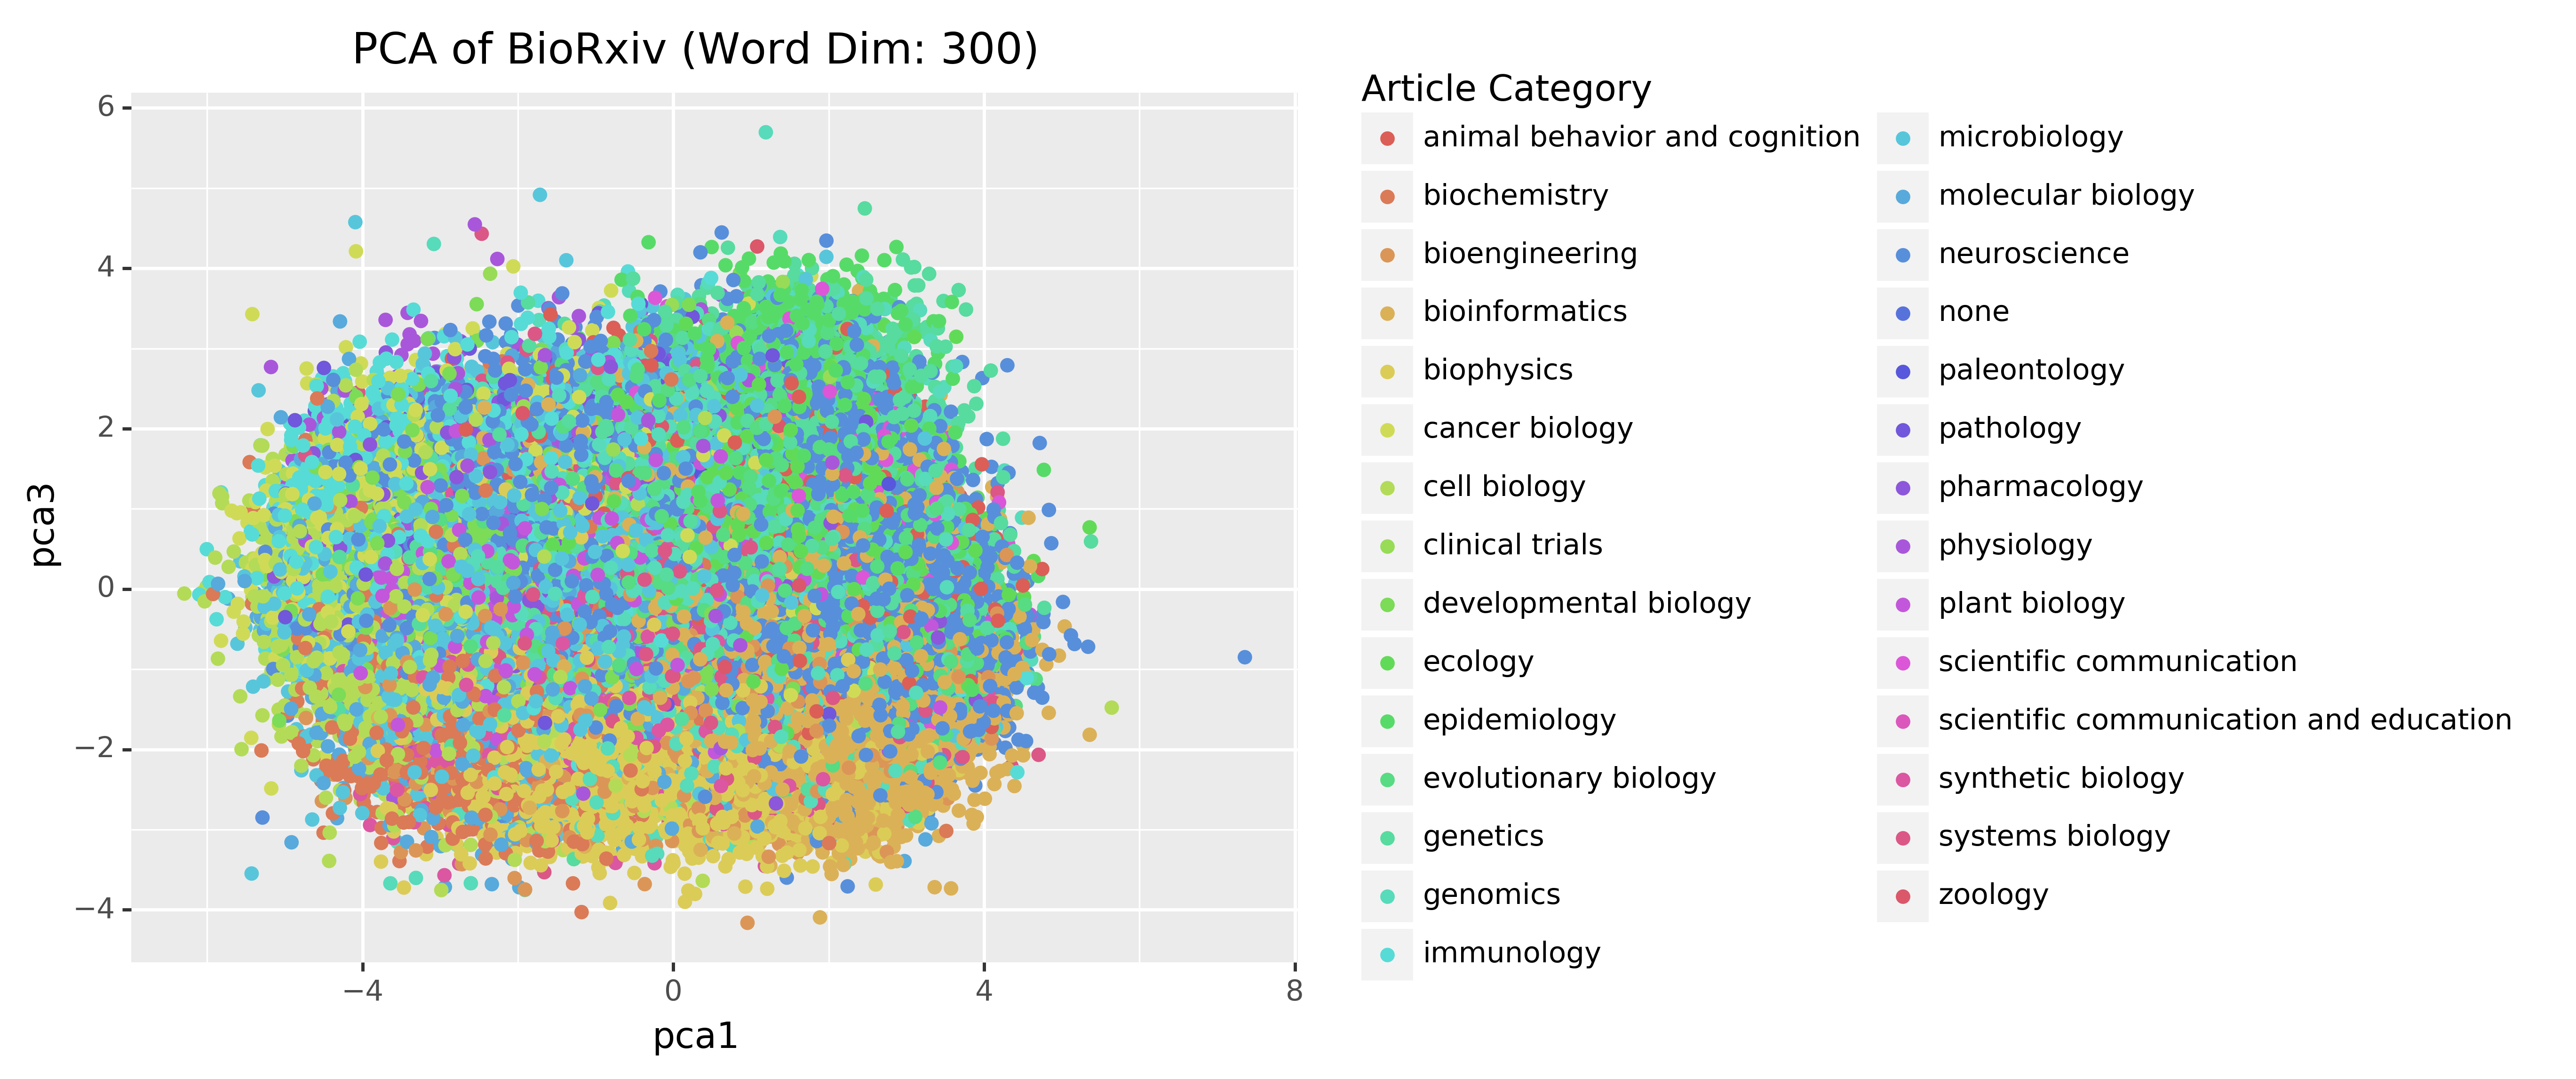 PCA of BioRxiv (Word Dim: 300)
6
4
2
0
−2
−4
pca3
−4
0
4
8
pca1
Article Category
animal behavior and cognition
biochemistry
bioengineering
bioinformatics
biophysics
cancer biology
cell biology
clinical trials
developmental biology
ecology
epidemiology
evolutionary biology
genetics
genomics
immunology
microbiology
molecular biology
neuroscience
none
paleontology
pathology
pharmacology
physiology
plant biology
scientific communication
scientific communication and education
synthetic biology
systems biology
zoology